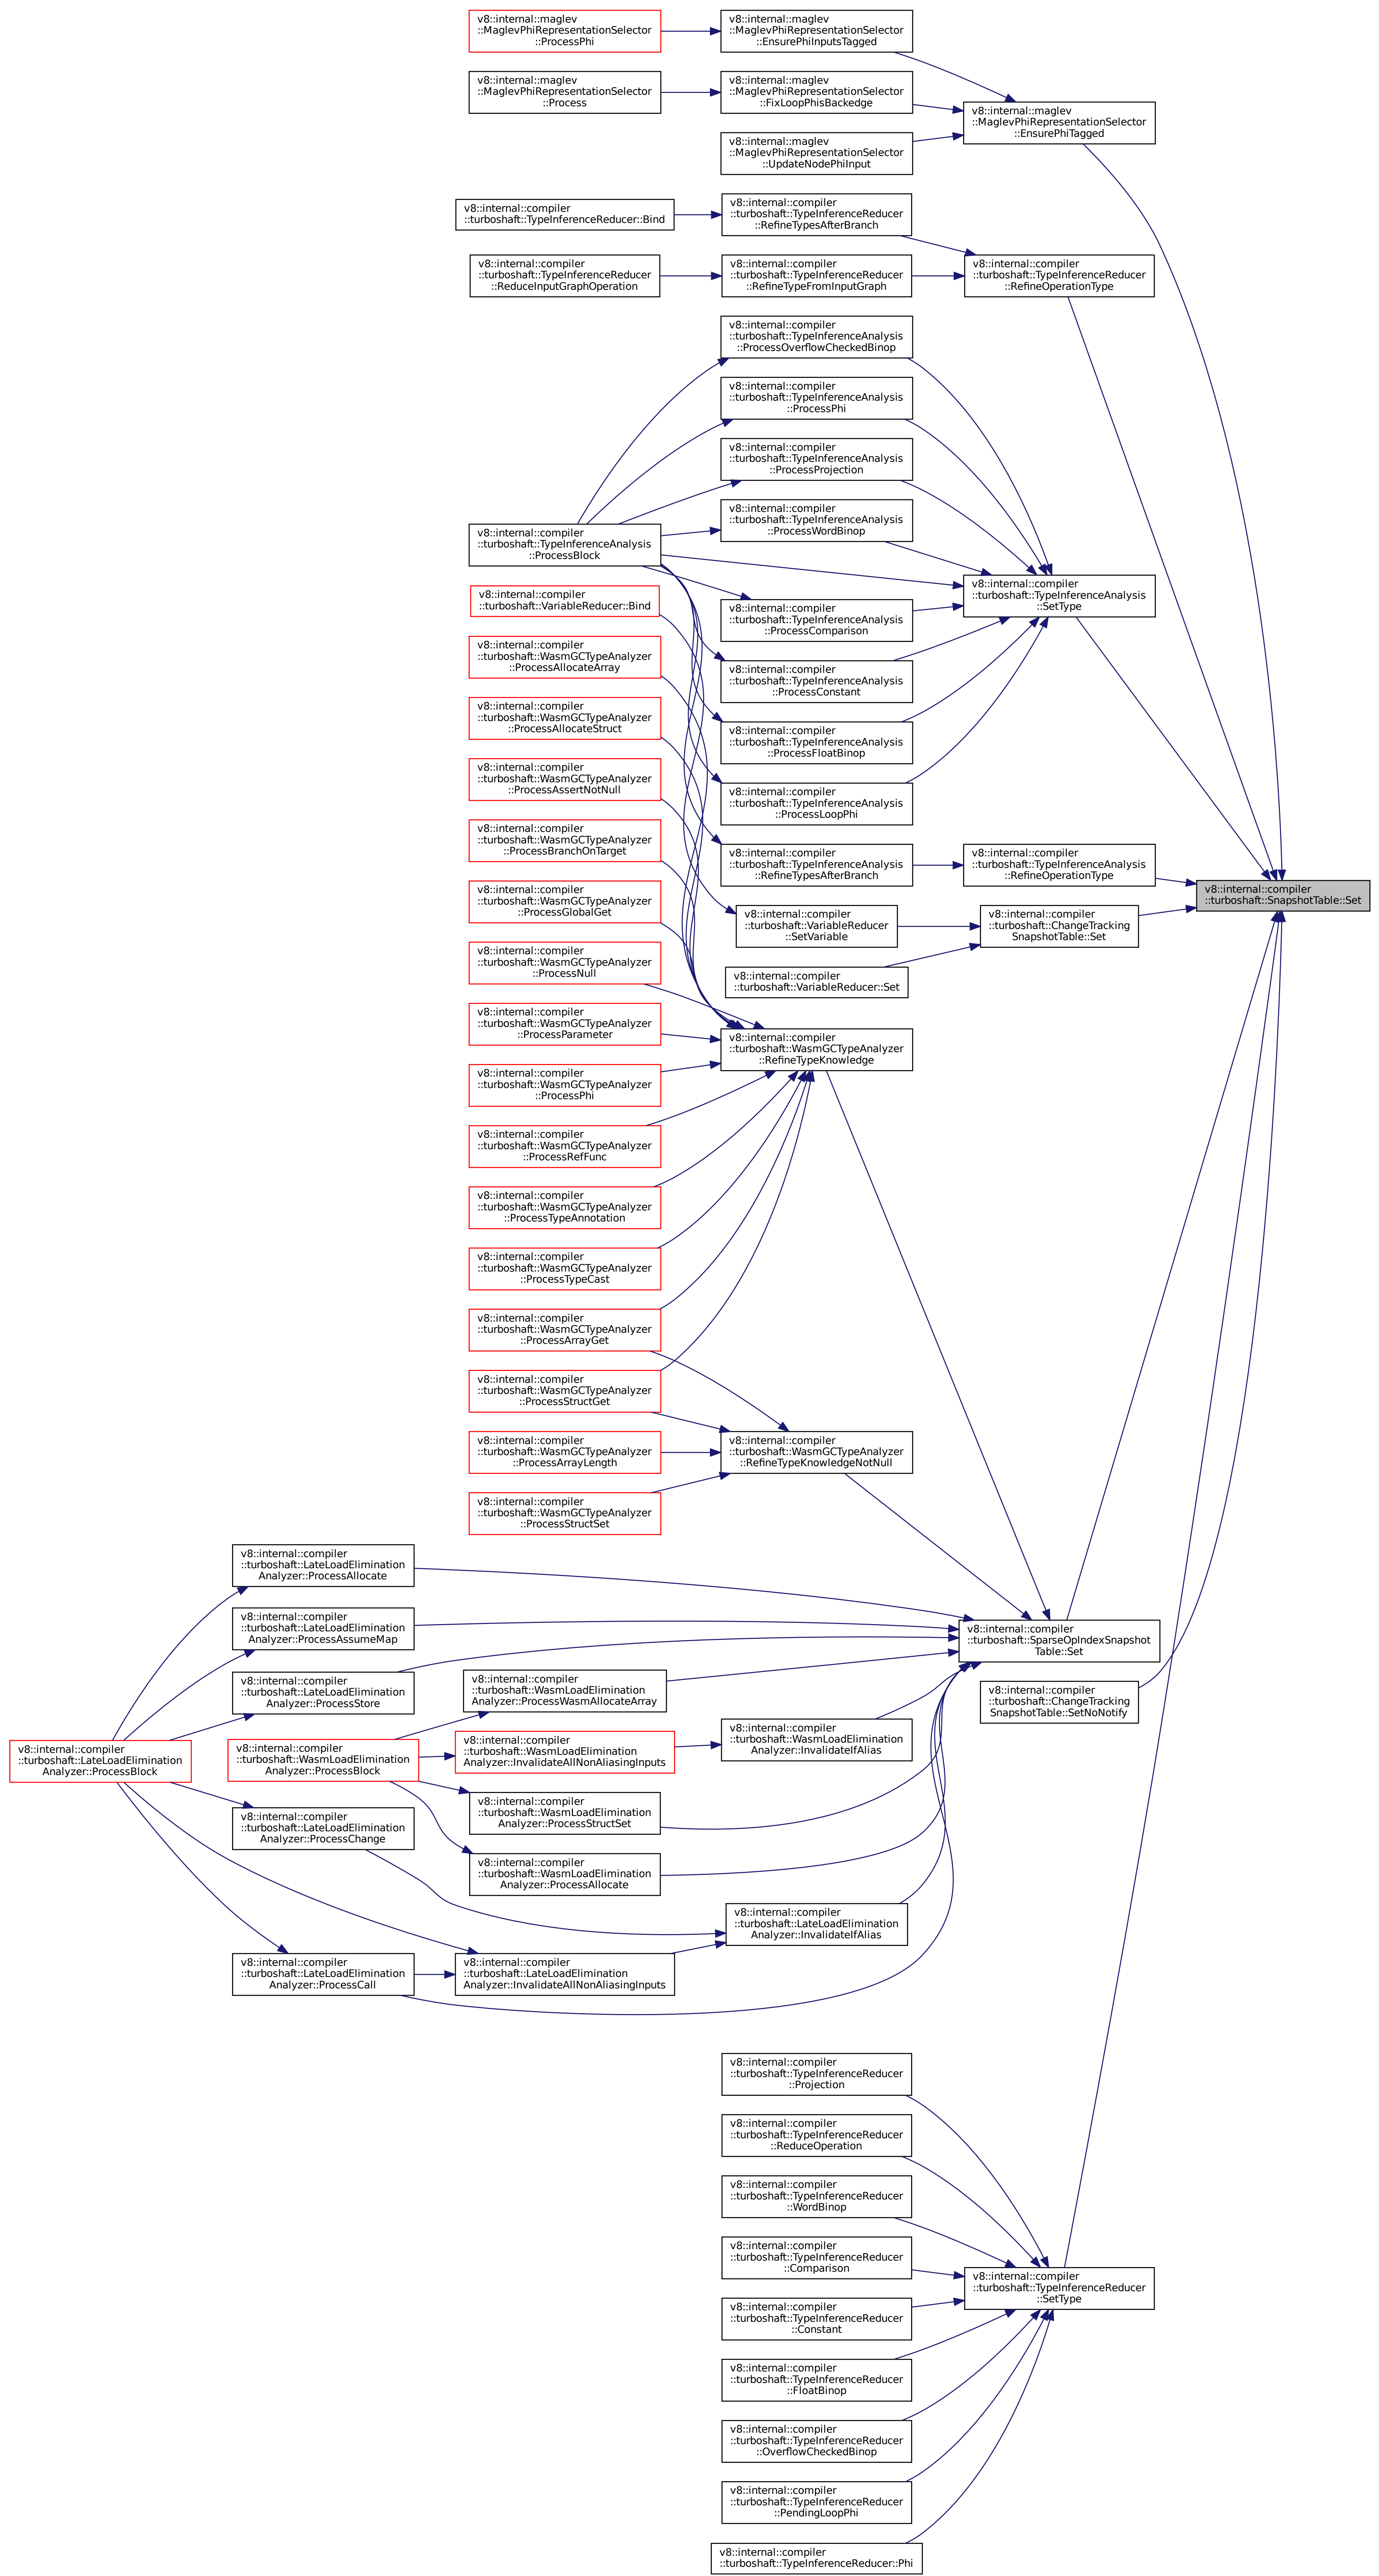 v8::internal::maglev
::MaglevPhiRepresentationSelector
::ProcessPhi
v8::internal::maglev
::MaglevPhiRepresentationSelector
::EnsurePhiInputsTagged
v8::internal::maglev
::MaglevPhiRepresentationSelector
::Process
v8::internal::maglev
::MaglevPhiRepresentationSelector
::FixLoopPhisBackedge
v8::internal::maglev
::MaglevPhiRepresentationSelector
::EnsurePhiTagged
v8::internal::maglev
::MaglevPhiRepresentationSelector
::UpdateNodePhiInput
v8::internal::compiler
::turboshaft::TypeInferenceReducer::Bind
v8::internal::compiler
::turboshaft::TypeInferenceReducer
::RefineTypesAfterBranch
v8::internal::compiler
::turboshaft::TypeInferenceReducer
::ReduceInputGraphOperation
v8::internal::compiler
::turboshaft::TypeInferenceReducer
::RefineTypeFromInputGraph
v8::internal::compiler
::turboshaft::TypeInferenceReducer
::RefineOperationType
v8::internal::compiler
::turboshaft::TypeInferenceAnalysis
::ProcessOverflowCheckedBinop
v8::internal::compiler
::turboshaft::TypeInferenceAnalysis
::ProcessPhi
v8::internal::compiler
::turboshaft::TypeInferenceAnalysis
::ProcessProjection
v8::internal::compiler
::turboshaft::TypeInferenceAnalysis
::ProcessWordBinop
v8::internal::compiler
::turboshaft::TypeInferenceAnalysis
::ProcessBlock
v8::internal::compiler
::turboshaft::TypeInferenceAnalysis
::SetType
v8::internal::compiler
::turboshaft::VariableReducer::Bind
v8::internal::compiler
::turboshaft::TypeInferenceAnalysis
::ProcessComparison
v8::internal::compiler
::turboshaft::WasmGCTypeAnalyzer
::ProcessAllocateArray
v8::internal::compiler
::turboshaft::TypeInferenceAnalysis
::ProcessConstant
v8::internal::compiler
::turboshaft::WasmGCTypeAnalyzer
::ProcessAllocateStruct
v8::internal::compiler
::turboshaft::TypeInferenceAnalysis
::ProcessFloatBinop
v8::internal::compiler
::turboshaft::WasmGCTypeAnalyzer
::ProcessAssertNotNull
v8::internal::compiler
::turboshaft::TypeInferenceAnalysis
::ProcessLoopPhi
v8::internal::compiler
::turboshaft::WasmGCTypeAnalyzer
::ProcessBranchOnTarget
v8::internal::compiler
::turboshaft::TypeInferenceAnalysis
::RefineTypesAfterBranch
v8::internal::compiler
::turboshaft::TypeInferenceAnalysis
::RefineOperationType
v8::internal::compiler
::turboshaft::SnapshotTable::Set
v8::internal::compiler
::turboshaft::WasmGCTypeAnalyzer
::ProcessGlobalGet
v8::internal::compiler
::turboshaft::VariableReducer
::SetVariable
v8::internal::compiler
::turboshaft::ChangeTracking
SnapshotTable::Set
v8::internal::compiler
::turboshaft::WasmGCTypeAnalyzer
::ProcessNull
v8::internal::compiler
::turboshaft::VariableReducer::Set
v8::internal::compiler
::turboshaft::WasmGCTypeAnalyzer
::ProcessParameter
v8::internal::compiler
::turboshaft::WasmGCTypeAnalyzer
::RefineTypeKnowledge
v8::internal::compiler
::turboshaft::WasmGCTypeAnalyzer
::ProcessPhi
v8::internal::compiler
::turboshaft::WasmGCTypeAnalyzer
::ProcessRefFunc
v8::internal::compiler
::turboshaft::WasmGCTypeAnalyzer
::ProcessTypeAnnotation
v8::internal::compiler
::turboshaft::WasmGCTypeAnalyzer
::ProcessTypeCast
v8::internal::compiler
::turboshaft::WasmGCTypeAnalyzer
::ProcessArrayGet
v8::internal::compiler
::turboshaft::WasmGCTypeAnalyzer
::ProcessStructGet
v8::internal::compiler
::turboshaft::WasmGCTypeAnalyzer
::ProcessArrayLength
v8::internal::compiler
::turboshaft::WasmGCTypeAnalyzer
::RefineTypeKnowledgeNotNull
v8::internal::compiler
::turboshaft::WasmGCTypeAnalyzer
::ProcessStructSet
v8::internal::compiler
::turboshaft::LateLoadElimination
Analyzer::ProcessAllocate
v8::internal::compiler
::turboshaft::LateLoadElimination
Analyzer::ProcessAssumeMap
v8::internal::compiler
::turboshaft::SparseOpIndexSnapshot
Table::Set
v8::internal::compiler
::turboshaft::LateLoadElimination
Analyzer::ProcessStore
v8::internal::compiler
::turboshaft::WasmLoadElimination
Analyzer::ProcessWasmAllocateArray
v8::internal::compiler
::turboshaft::ChangeTracking
SnapshotTable::SetNoNotify
v8::internal::compiler
::turboshaft::LateLoadElimination
Analyzer::ProcessBlock
v8::internal::compiler
::turboshaft::WasmLoadElimination
Analyzer::ProcessBlock
v8::internal::compiler
::turboshaft::WasmLoadElimination
Analyzer::InvalidateAllNonAliasingInputs
v8::internal::compiler
::turboshaft::WasmLoadElimination
Analyzer::InvalidateIfAlias
v8::internal::compiler
::turboshaft::WasmLoadElimination
Analyzer::ProcessStructSet
v8::internal::compiler
::turboshaft::LateLoadElimination
Analyzer::ProcessChange
v8::internal::compiler
::turboshaft::WasmLoadElimination
Analyzer::ProcessAllocate
v8::internal::compiler
::turboshaft::LateLoadElimination
Analyzer::InvalidateIfAlias
v8::internal::compiler
::turboshaft::LateLoadElimination
Analyzer::ProcessCall
v8::internal::compiler
::turboshaft::LateLoadElimination
Analyzer::InvalidateAllNonAliasingInputs
v8::internal::compiler
::turboshaft::TypeInferenceReducer
::Projection
v8::internal::compiler
::turboshaft::TypeInferenceReducer
::ReduceOperation
v8::internal::compiler
::turboshaft::TypeInferenceReducer
::WordBinop
v8::internal::compiler
::turboshaft::TypeInferenceReducer
::Comparison
v8::internal::compiler
::turboshaft::TypeInferenceReducer
::SetType
v8::internal::compiler
::turboshaft::TypeInferenceReducer
::Constant
v8::internal::compiler
::turboshaft::TypeInferenceReducer
::FloatBinop
v8::internal::compiler
::turboshaft::TypeInferenceReducer
::OverflowCheckedBinop
v8::internal::compiler
::turboshaft::TypeInferenceReducer
::PendingLoopPhi
v8::internal::compiler
::turboshaft::TypeInferenceReducer::Phi